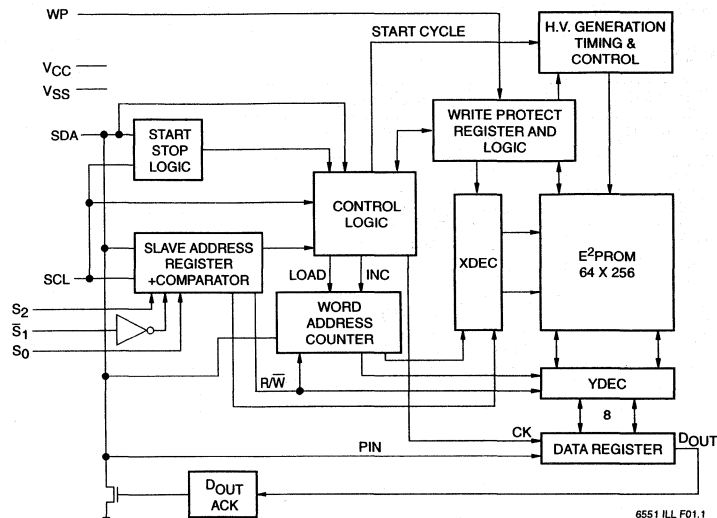 WP
START CYCLE
H.V. GENERATION
TIMING &
CONTROL
VCC
VSS
SDA
START
STOP
LOGIC
WRITE PROTECT
REGISTER AND
LOGIC
CONTROL
LOGIC
SLAVE ADDRESS
REGISTER
+COMPARATOR
SCL
LOAD
INC
XDEC
E²PROM
64 X 256
S2
S̅1
S0
WORD
ADDRESS
COUNTER
R/W̅
YDEC
8
CK
DATA REGISTER
DOUT
PIN
DOUT
ACK
6551 ILL F01.1